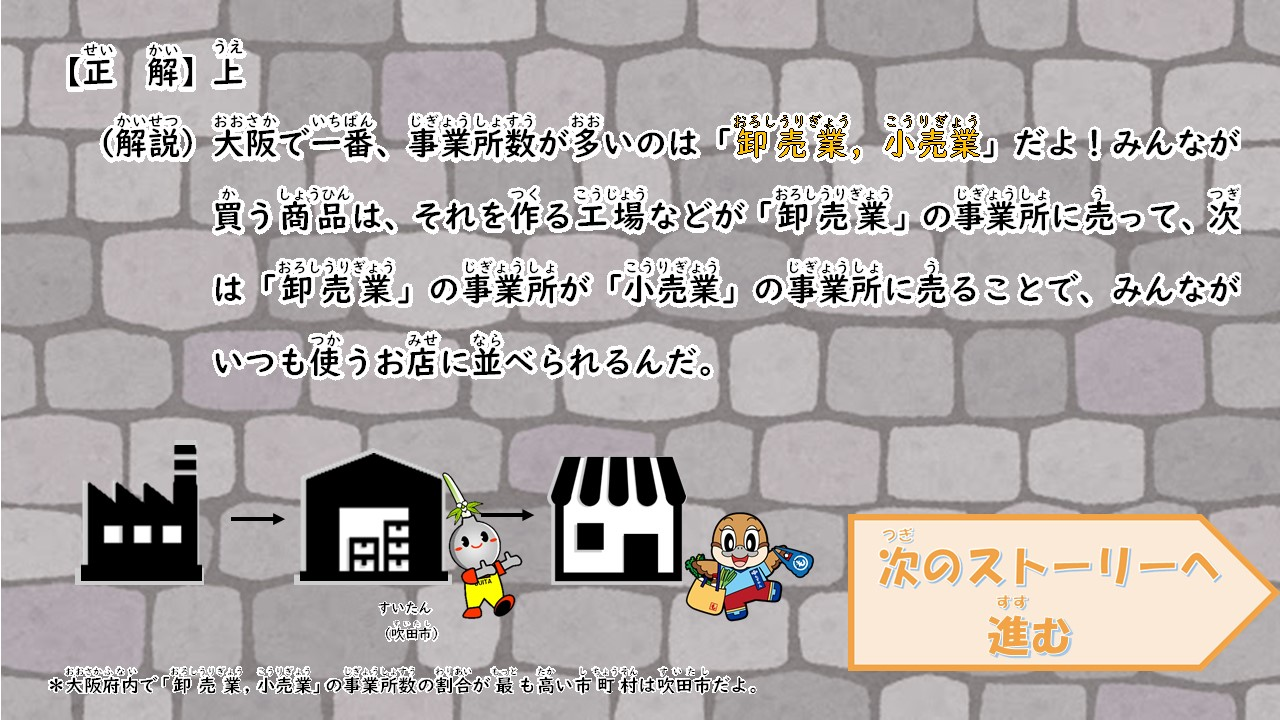 【正解】上
（解説）大阪で一番、事業所数が多いのは「卸売業，小売業」だよ！みんなが
買う商品は、それを作る工場などが「卸売業」の事業所に売って、次
は「卸売業」の事業所が「小売業」の事業所に売ることで、みんなが
いつも使うお店に並べられるんだ。
SUITA
すいたん
（吹田市）
次のストーリーへ
進む
＊大阪府内で「卸売業，小売業」の事業所数の割合が最も高い市町村は吹田市だよ。